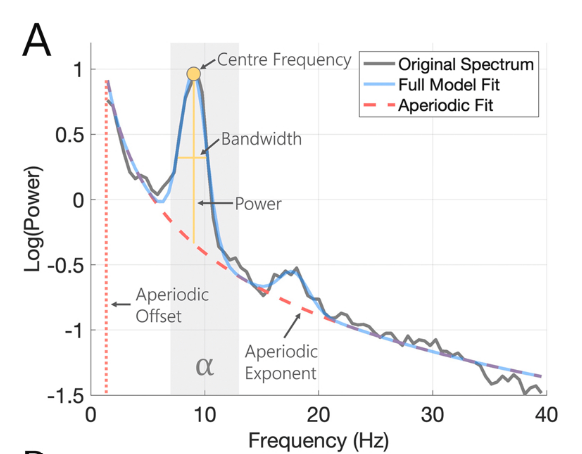 A
Centre Frequency
Original Spectrum
Full Model Fit
Aperiodic Fit
Bandwidth
Power
Aperiodic
Offset
Aperiodic
Exponent
α
Log(Power)
1
0.5
0
-0.5
-1
-1.5
0 10 20 30 40
Frequency (Hz)